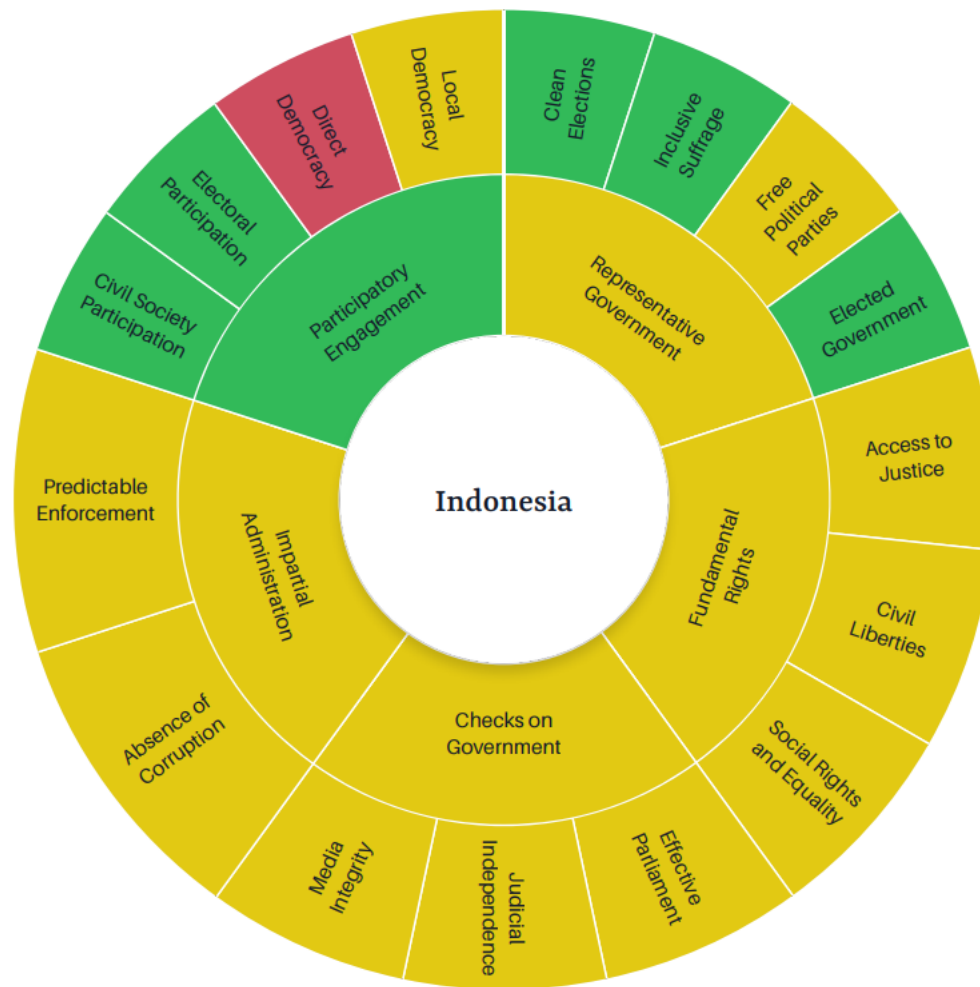 Indonesia
Representative
Government
Clean
Elections
Inclusive
Suffrage
Free
Political
Parties
Elected
Government
Fundamental
Rights
Access to
Justice
Civil
Liberties
Social Rights
and Equality
Checks on
Government
Effective
Parliament
Judicial
Independence
Media
Integrity
Impartial
Administration
Absence of
Corruption
Predictable
Enforcement
Participatory
Engagement
Civil Society
Participation
Electoral
Participation
Direct
Democracy
Local
Democracy